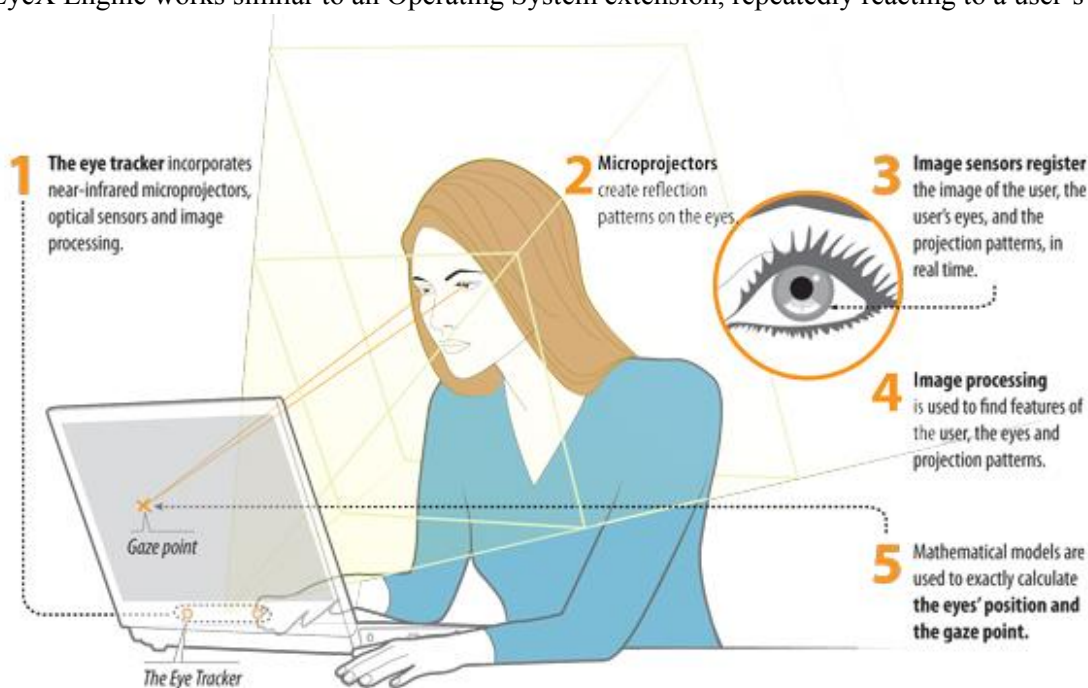 EyeX Engine works similar to an Operating System extension, repeatedly reacting to a user's
1
The eye tracker incorporates
near-infrared microprojectors,
optical sensors and image
processing.
2
Microprojectors
create reflection
patterns on the eyes.
3
Image sensors register
the image of the user, the
user's eyes, and the
projection patterns, in
real time.
4
Image processing
is used to find features of
the user, the eyes and
projection patterns.
5
Mathematical models are
used to exactly calculate
the eyes' position and
the gaze point.
Gaze point
The Eye Tracker